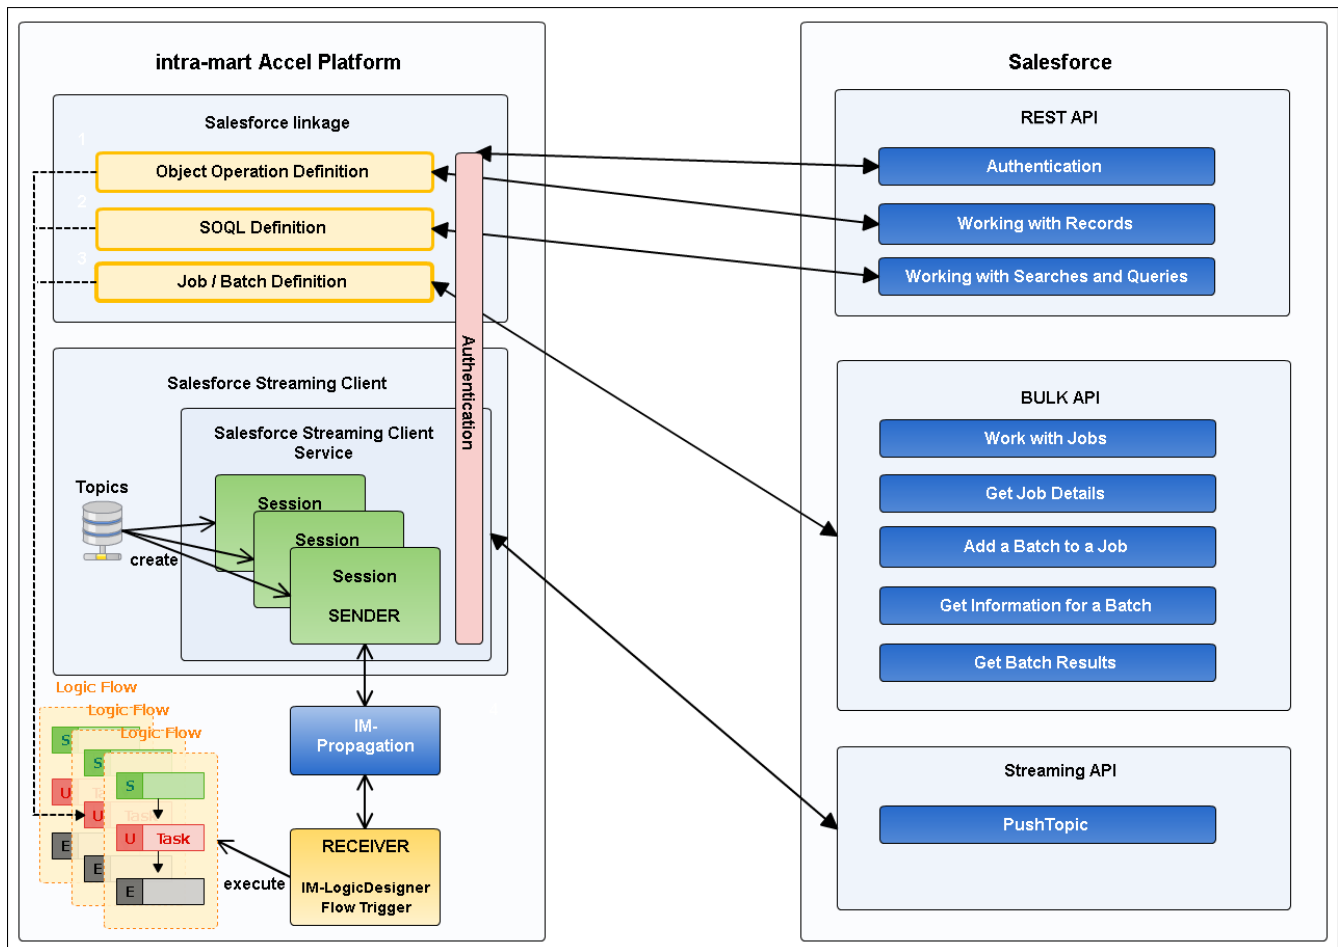 intra-mart Accel Platform
Salesforce linkage
1
Object Operation Definition
2
SOQL Definition
3
Job / Batch Definition
Authentication
Salesforce Streaming Client
Salesforce Streaming Client
Service
Topics
create
Session
Session
Session
SENDER
IM-
Propagation
RECEIVER
IM-LogicDesigner
Flow Trigger
execute
Logic Flow
Logic Flow
Logic Flow
S
S
S
U
U
Task
U Task
E
E
E
Salesforce
REST API
Authentication
Working with Records
Working with Searches and Queries
BULK API
Work with Jobs
Get Job Details
Add a Batch to a Job
Get Information for a Batch
Get Batch Results
Streaming API
PushTopic